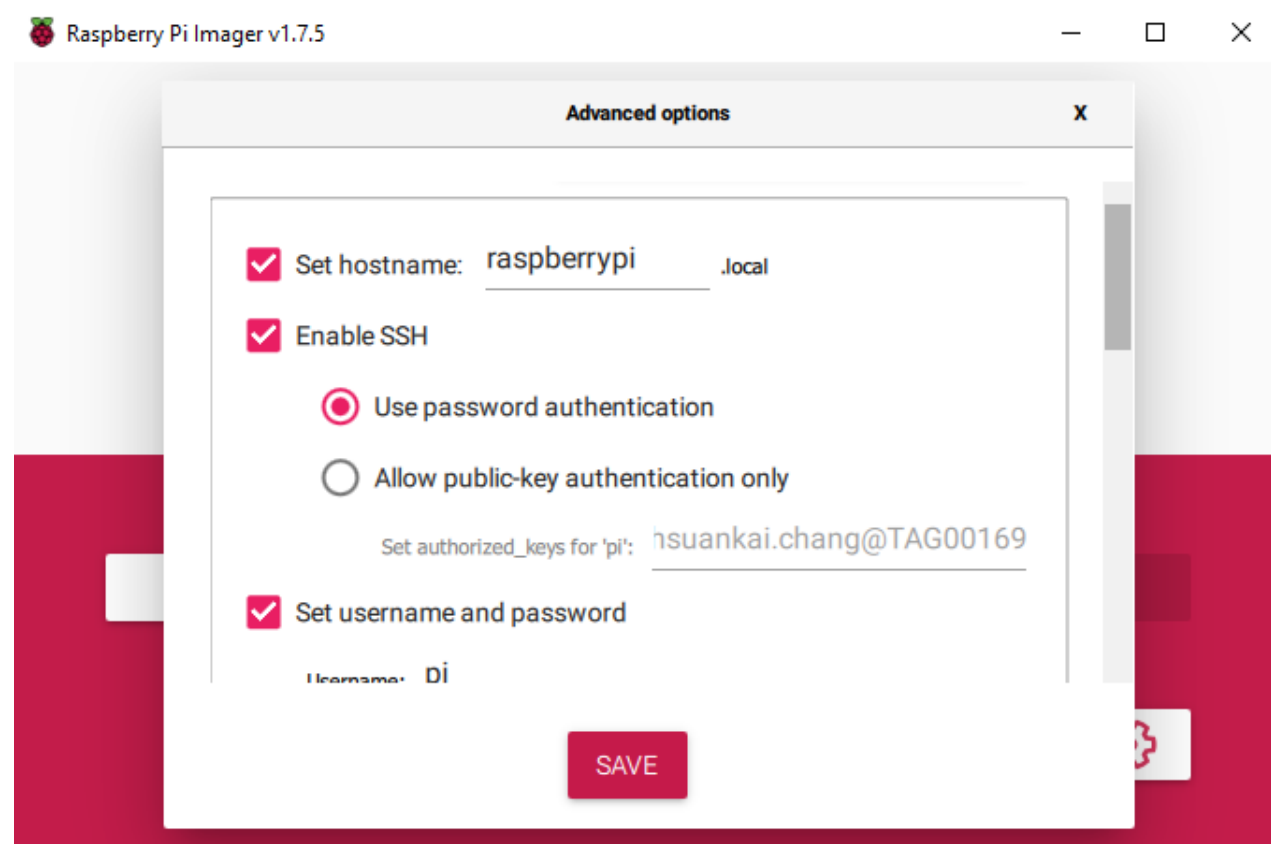 Raspberry Pi Imager v1.7.5
Advanced options X
Set hostname: raspberrypi .local
Enable SSH
Use password authentication
Allow public-key authentication only
Set authorized_keys for 'pi': hsuankai.chang@TAG00169
Set username and password
Username: pi
SAVE